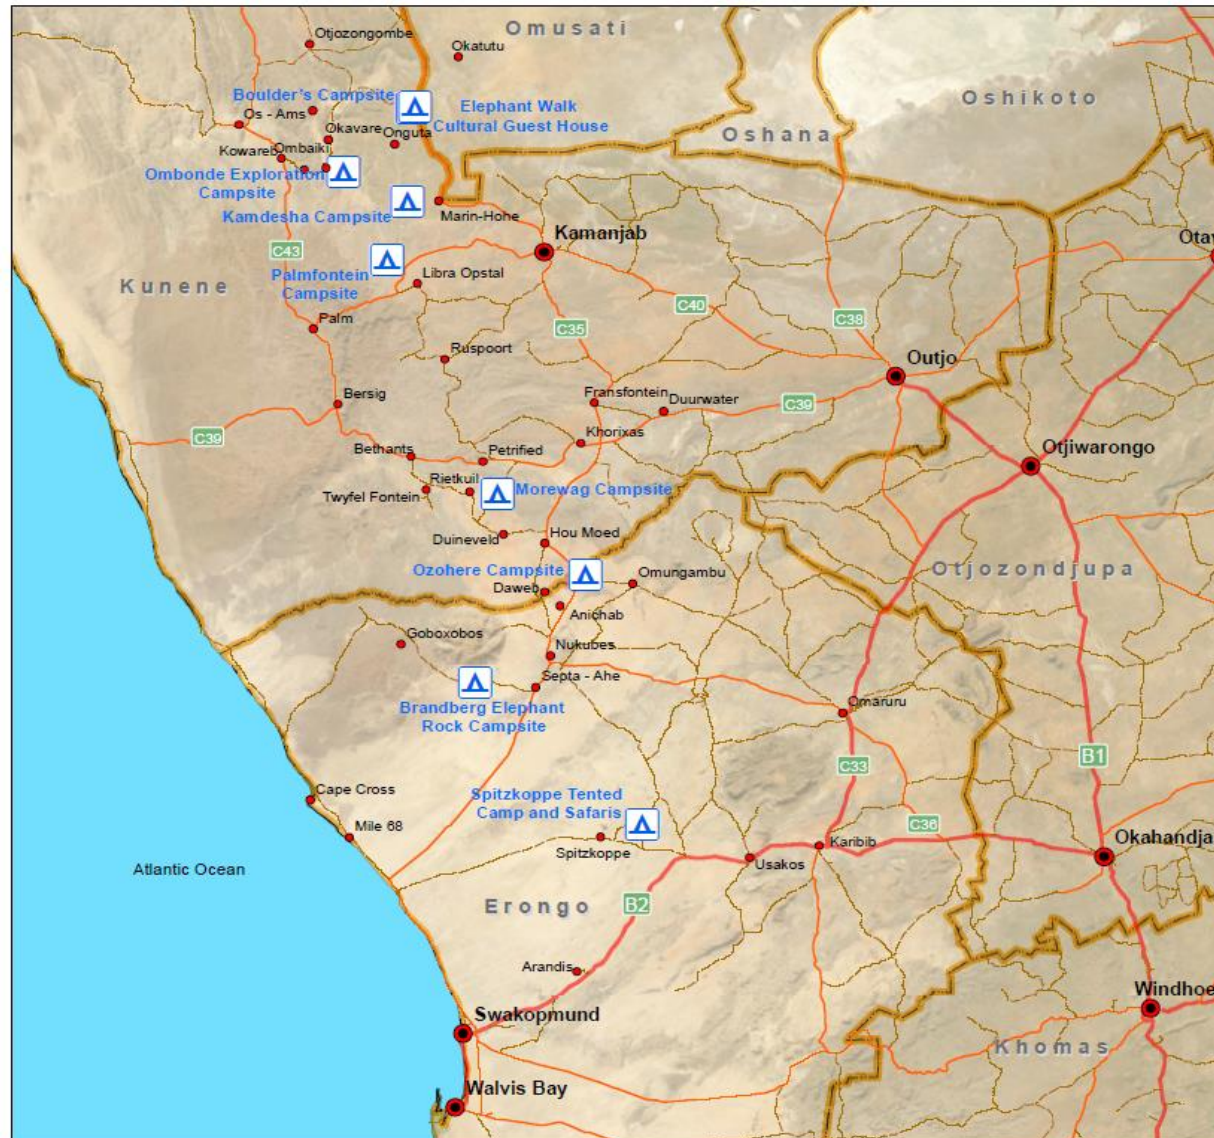 Otjozongombe
Omusati
Okatutu
Boulder's Campsite
Elephant Walk
Cultural Guest House
Oshikoto
Os - Ams
Oshana
Okavare
Onguta
Kowareb
Ombaiki
Ombonde Exploration
Campsite
Kamdesha Campsite
Marin-Hohe
Kamanjab
C43
Palmfontein
Campsite
Libra Opstal
Kunene
C40
C38
Palm
C35
Ruspoort
Outjo
Bersig
Fransfontein
Duurwater
C39
C39
Khorixas
Bethants
Petrified
Otjiwarongo
Rietkuil
Twyfel Fontein
Morewag Campsite
Duineveld
Hou Moed
Ozohere Campsite
Omungambu
Otjozondjupa
Daweb
Anichab
Goboxobos
Nukubes
Septa - Ahe
Brandberg Elephant
Rock Campsite
Omaruru
B1
C33
Cape Cross
Spitzkoppe Tented
Camp and Safaris
Mile 68
C36
Spitzkoppe
Karibib
Okahandja
Usakos
Atlantic Ocean
Erongo
B2
Arandis
Windhoe
Swakopmund
Khomas
Walvis Bay